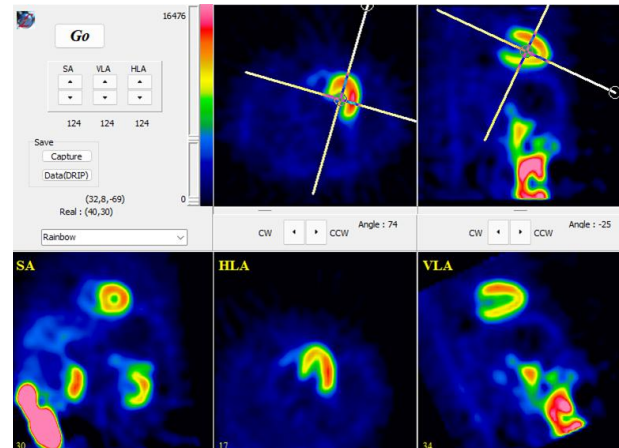 16476
Go
SA VLA HLA
124 124 124
Save
Capture
Data(DRIP)
(32,8,-69) 0
Real : (40,30)
Rainbow
CW CCW Angle : 74
CW CCW Angle : -25
SA HLA VLA
30 17 34